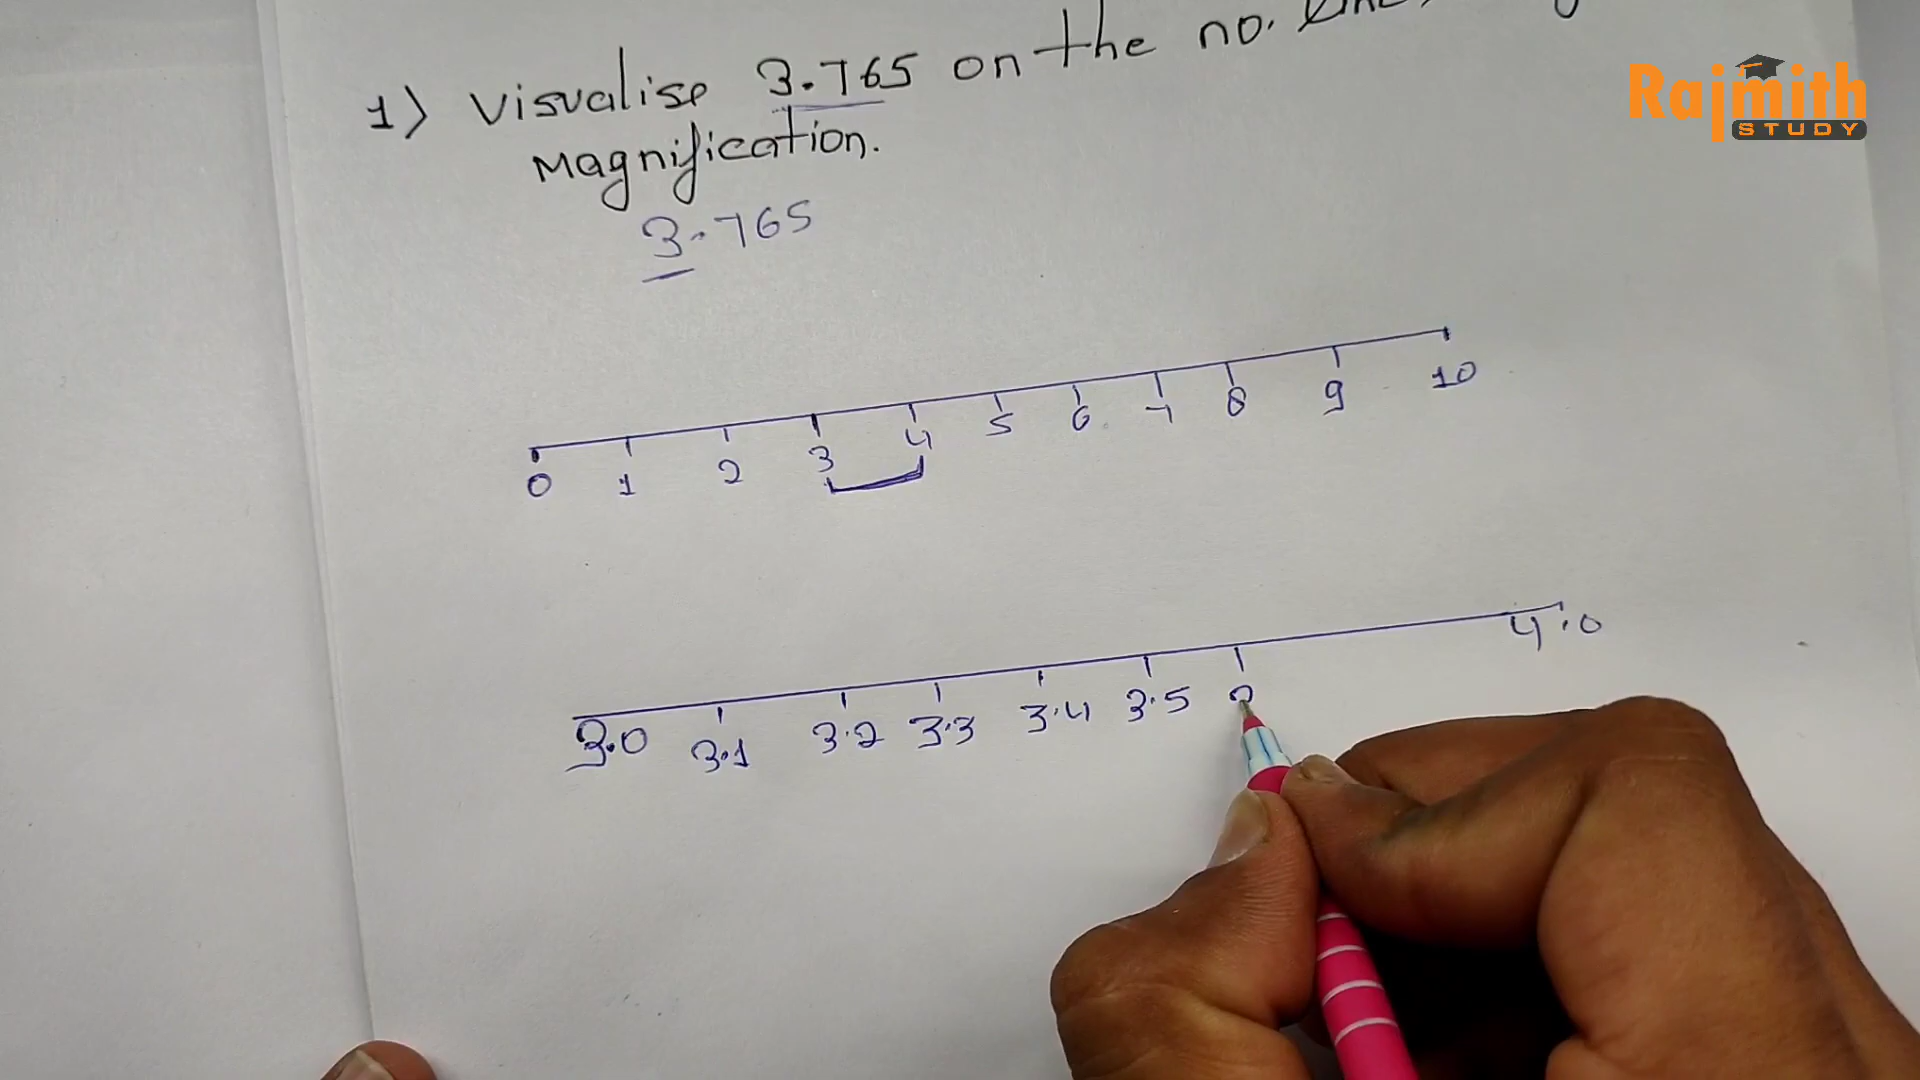 1) Visualise 3.765 on the no. line,
Magnification.
3.765
0 1 2 3 4 5 6 7 8 9 10
3.0 3.1 3.2 3.3 3.4 3.5 4.0
Rajmith
STUDY